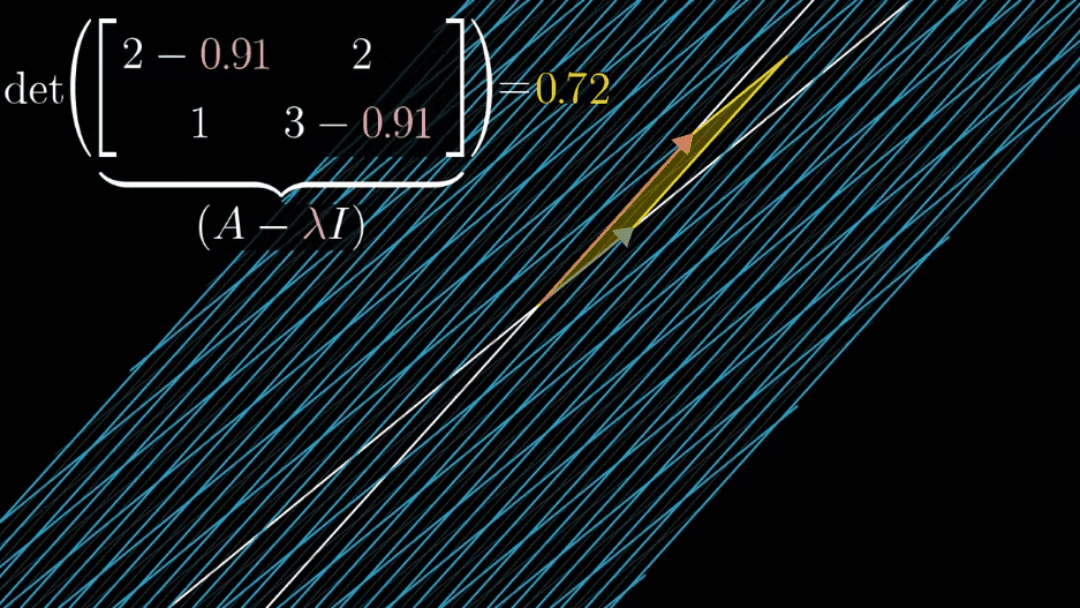 det([2 − 0.91 2
1 3 − 0.91]) = 0.72
(A − λI)